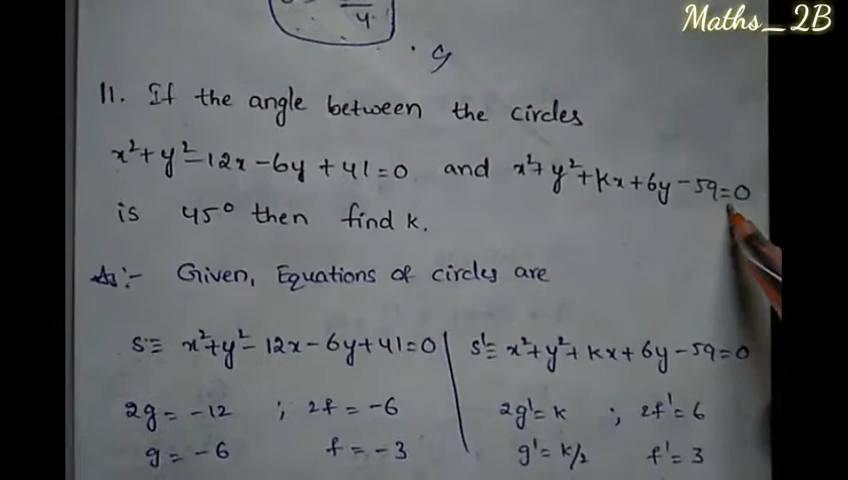 Maths_2B
4
11. If the angle between the circles
x²+y²-12x-6y+41=0 and x²+y²+kx+6y-59=0
is 45° then find k.
Given, Equations of circles are
S≡ x²+y²-12x-6y+41=0 | S'≡ x²+y²+kx+6y-59=0
2g=-12 ; 2f=-6 2g'=k ; 2f'=6
g=-6 f=-3 g'=k/2 f'=3